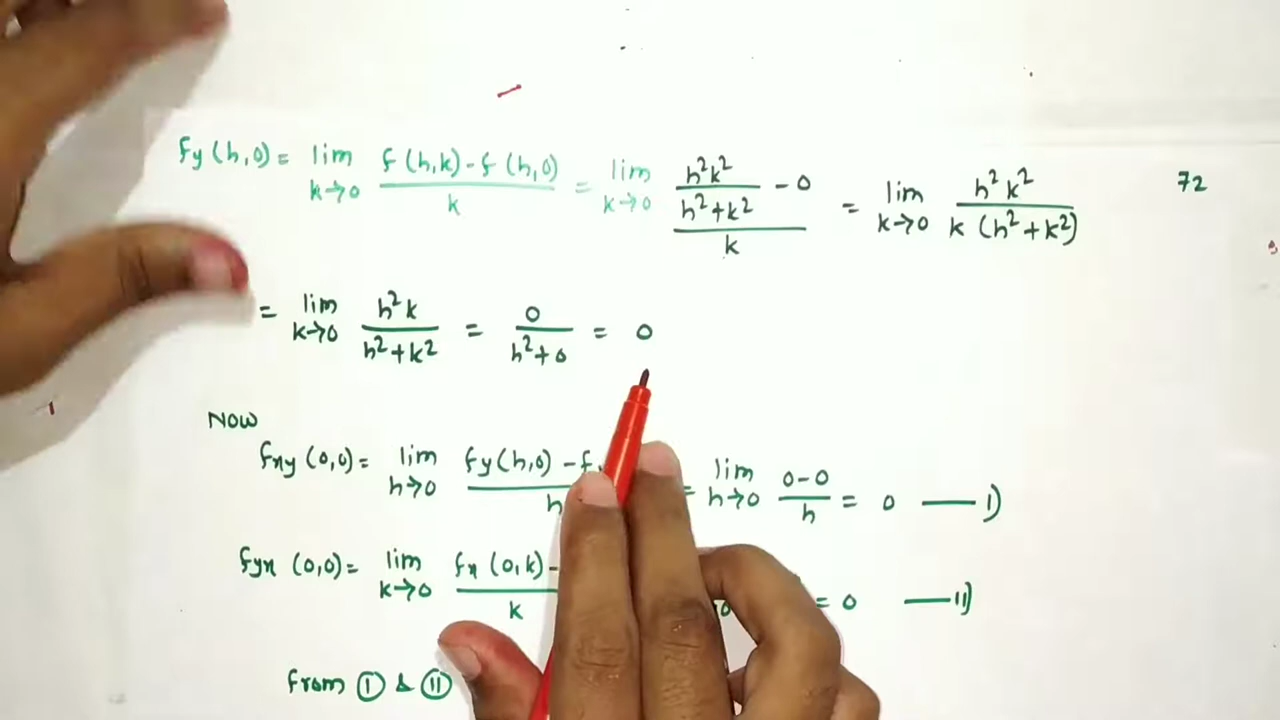 fy (h,0) = lim k→0 f (h,k) - f (h,0) / k = lim k→0 h²k² / h²+k² - 0 / k = lim k→0 h² k² / k (h²+k²) 72
= lim k→0 h²k / h²+k² = 0 / h²+0 = 0
Now
fxy (0,0) = lim h→0 fy(h,0) - f / h = lim h→0 0-0 / h = 0 —— I)
fyx (0,0) = lim k→0 fx (0,k) - / k = 0 —— II)
from I & II